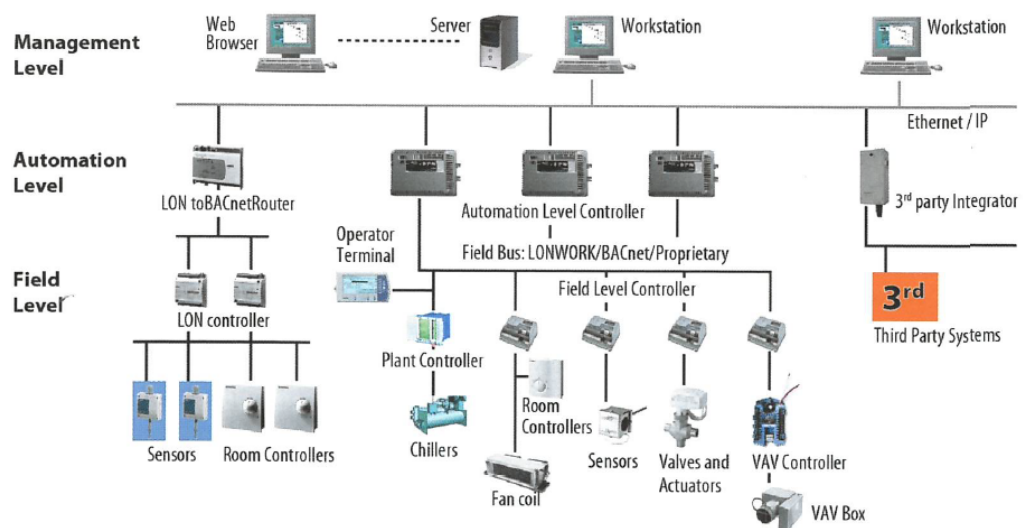 Management
Level
Web
Browser
Server
Workstation
Workstation
Ethernet / IP
Automation
Level
LON toBACnetRouter
Automation Level Controller
3rd party Integrator
Operator
Terminal
Field Bus: LONWORK/BACnet/Proprietary
Field
Level
LON controller
Field Level Controller
3rd
Third Party Systems
Plant Controller
Room
Controllers
Sensors
Room Controllers
Chillers
Sensors
Valves and
Actuators
VAV Controller
Fan coil
VAV Box